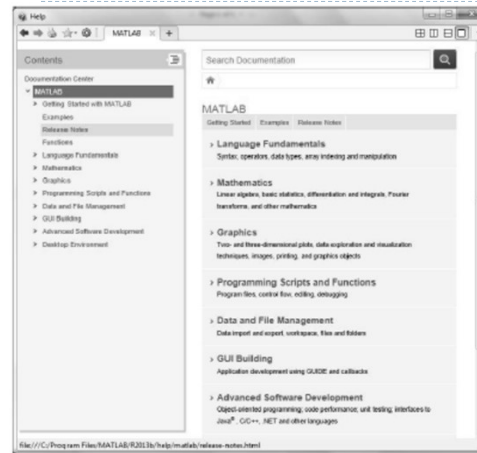 Help
MATLAB
Contents
Documentation Center
MATLAB
Getting Started with MATLAB
Examples
Release Notes
Functions
Language Fundamentals
Mathematics
Graphics
Programming Scripts and Functions
Data and File Management
GUI Building
Advanced Software Development
Desktop Environment
Search Documentation
MATLAB
Getting Started Examples Release Notes
Language Fundamentals
Syntax, operators, data types, array indexing and manipulation
Mathematics
Linear algebra, basic statistics, differentiation and integrals, Fourier
transforms, and other mathematics
Graphics
Two- and three-dimensional plots, data exploration and visualization
techniques, images, printing, and graphics objects
Programming Scripts and Functions
Program files, control flow, editing, debugging
Data and File Management
Data import and export, workspace, files and folders
GUI Building
Application development using GUIDE and callbacks
Advanced Software Development
Object-oriented programming; code performance; unit testing; interfaces to
Java®, C/C++, .NET and other languages
file:///C:/Program Files/MATLAB/R2013b/help/matlab/release-notes.html